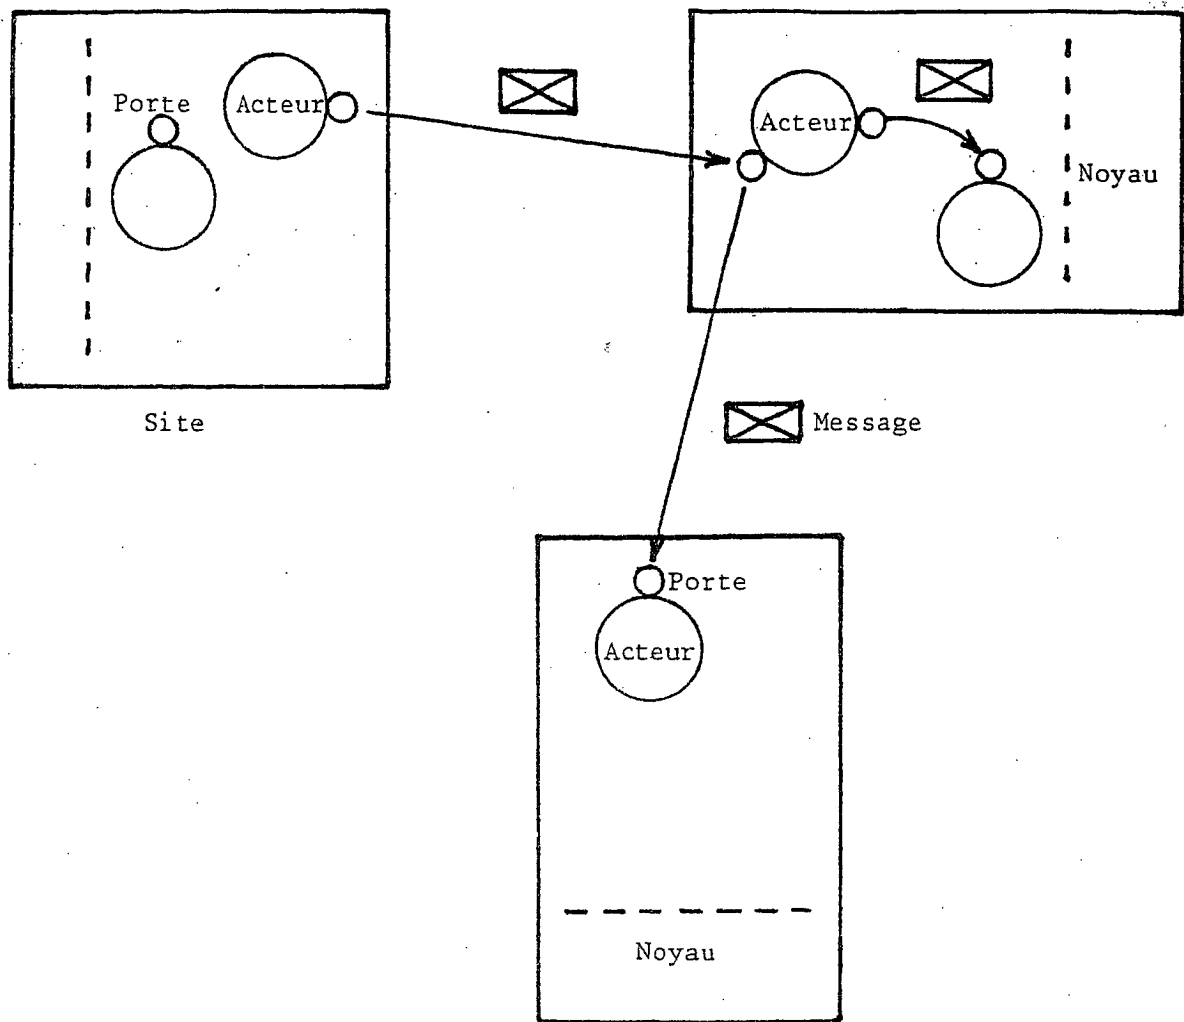 Porte
Acteur
Site
Acteur
Noyau
Message
Porte
Acteur
Noyau